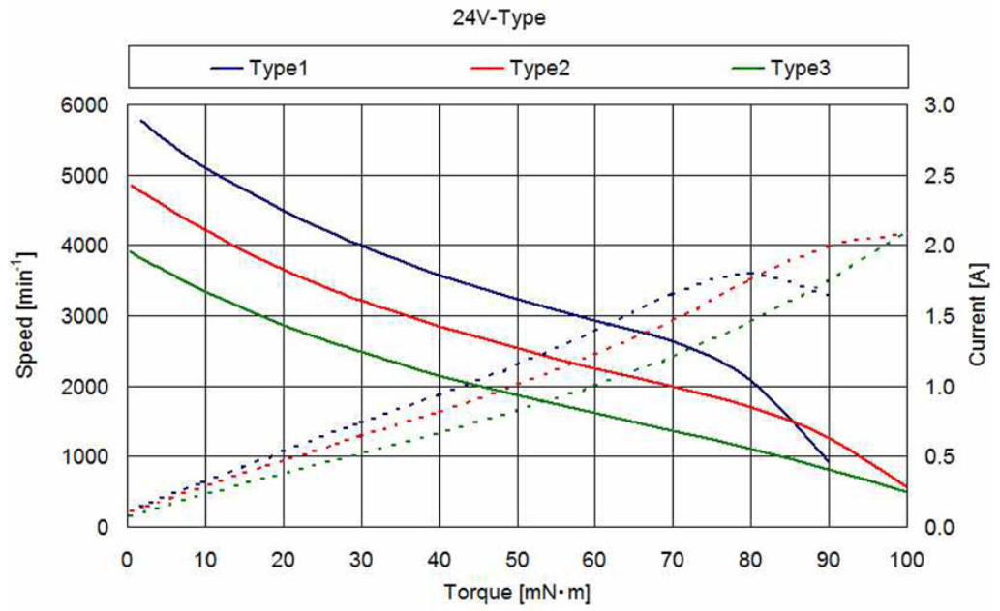 24V-Type
Type1 Type2 Type3
6000 3.0
5000 2.5
4000 2.0
3000 1.5
2000 1.0
1000 0.5
0 0.0
Speed [min⁻¹]
Current [A]
0 10 20 30 40 50 60 70 80 90 100
Torque [mN·m]